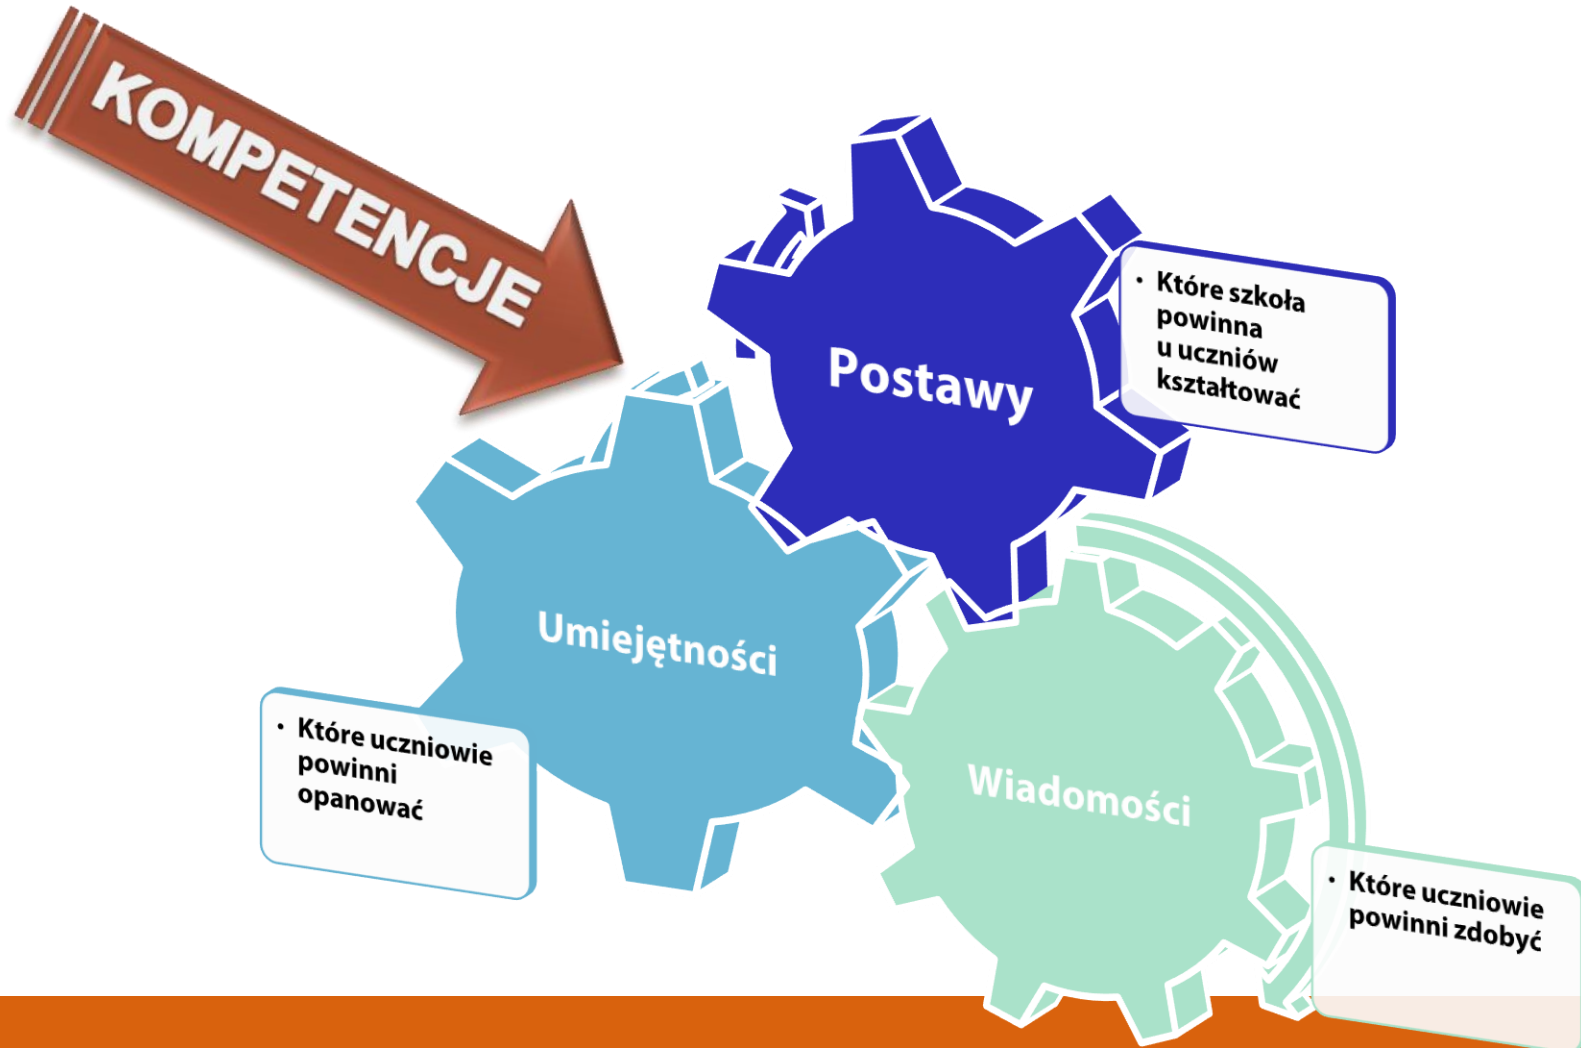 KOMPETENCJE
Postawy
• Które szkoła
powinna
u uczniów
kształtować
Umiejętności
• Które uczniowie
powinni
opanować
Wiadomości
• Które uczniowie
powinni zdobyć